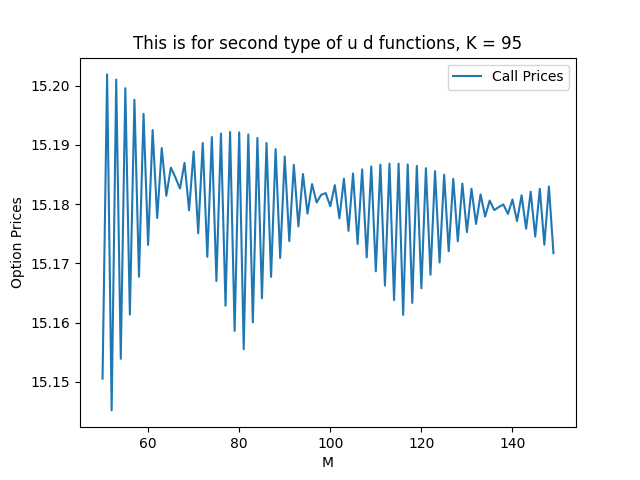 This is for second type of u d functions, K = 95
Call Prices
15.20
15.19
15.18
15.17
15.16
15.15
Option Prices
60
80
100
120
140
M